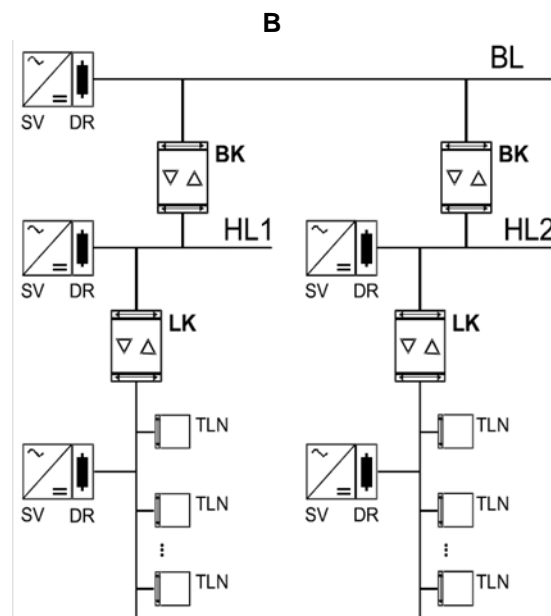 B
BL
SV DR
BK BK
HL1 HL2
SV DR SV DR
LK LK
TLN TLN
SV DR SV DR
TLN TLN
TLN TLN